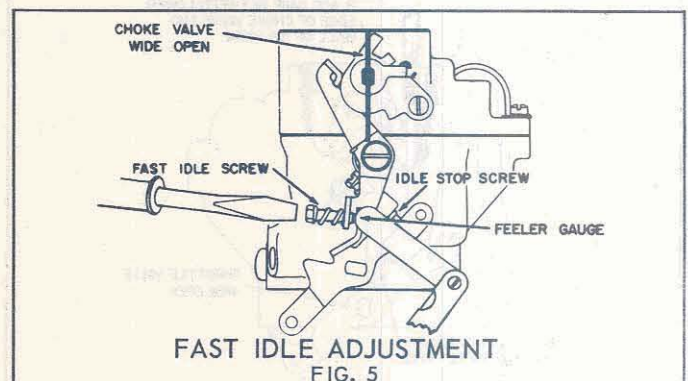 CHOKE VALVE
WIDE OPEN
FAST IDLE SCREW
IDLE STOP SCREW
FEELER GAUGE
FAST IDLE ADJUSTMENT
FIG. 5